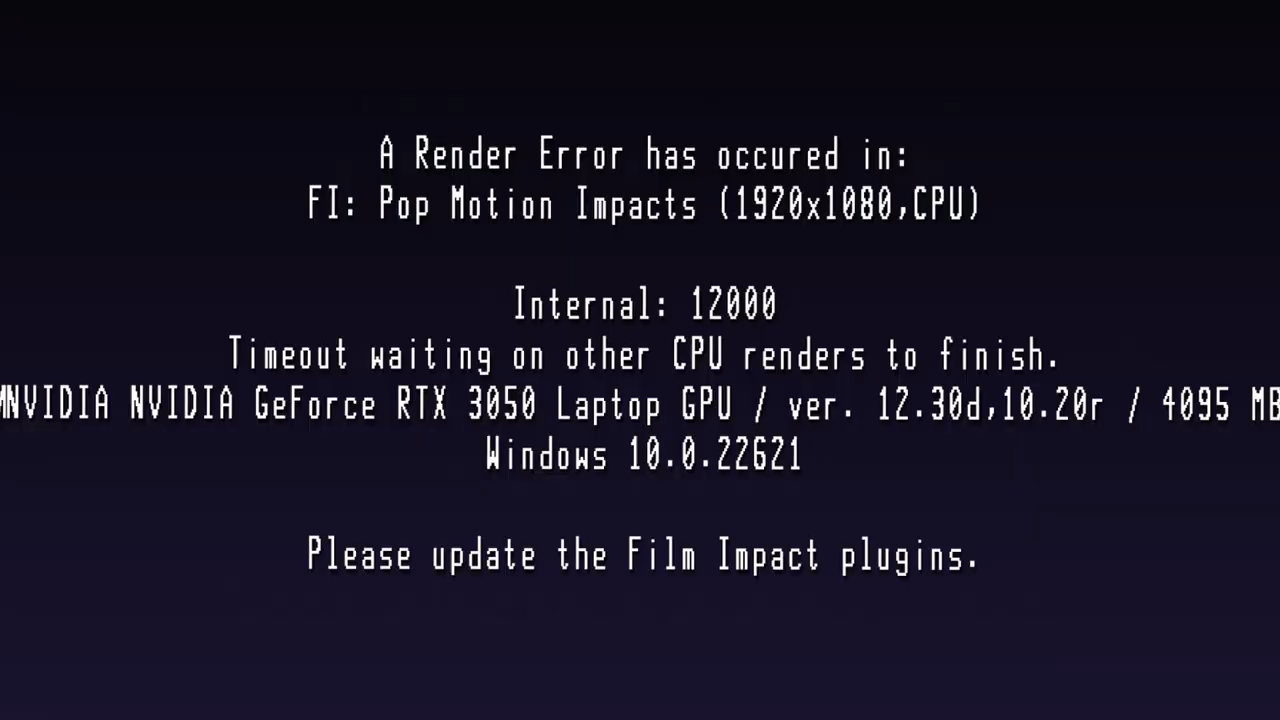 A Render Error has occured in:
FI: Pop Motion Impacts (1920x1080,CPU)
Internal: 12000
Timeout waiting on other CPU renders to finish.
NVIDIA NVIDIA GeForce RTX 3050 Laptop GPU / ver. 12.30d,10.20r / 4095 MB
Windows 10.0.22621
Please update the Film Impact plugins.